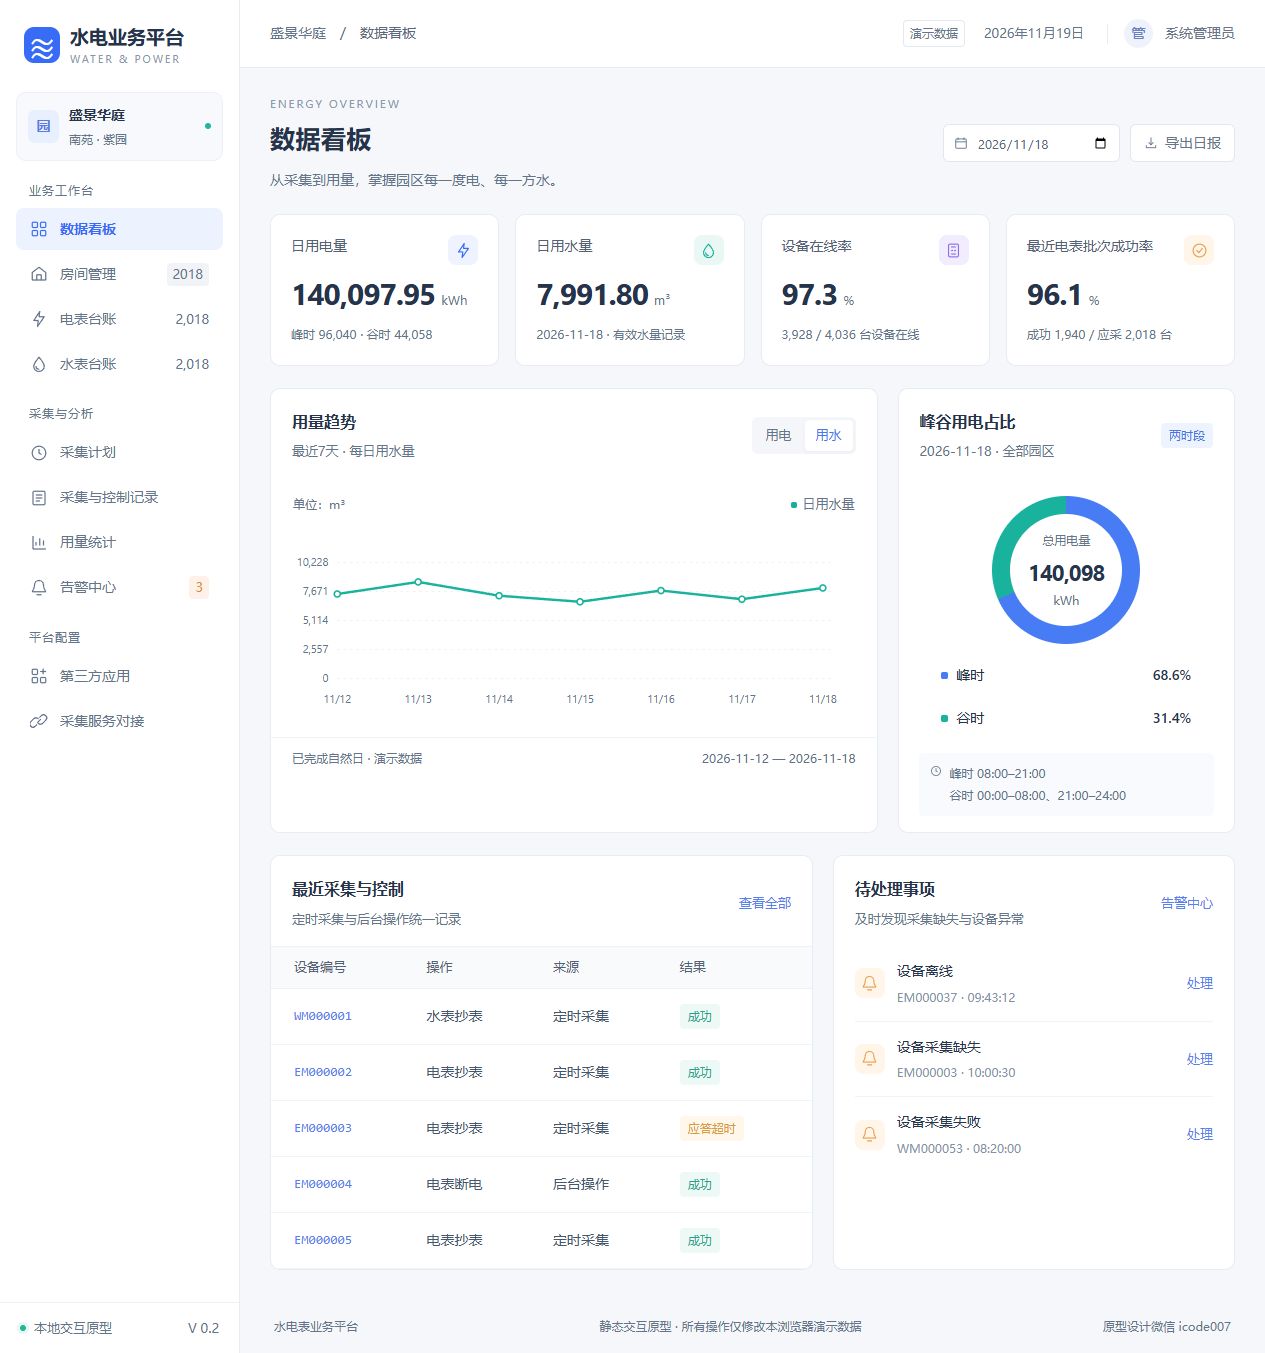 水电业务平台
WATER & POWER
园
盛景华庭
南苑 · 紫园
业务工作台
数据看板
房间管理 2018
电表台账 2,018
水表台账 2,018
采集与分析
采集计划
采集与控制记录
用量统计
告警中心 3
平台配置
第三方应用
采集服务对接
本地交互原型 V 0.2
盛景华庭 / 数据看板
演示数据 2026年11月19日 管 系统管理员
ENERGY OVERVIEW
数据看板
从采集到用量，掌握园区每一度电、每一方水。
2026/11/18 导出日报
日用电量
140,097.95 kWh
峰时 96,040 · 谷时 44,058
日用水量
7,991.80 m³
2026-11-18 · 有效水量记录
设备在线率
97.3 %
3,928 / 4,036 台设备在线
最近电表批次成功率
96.1 %
成功 1,940 / 应采 2,018 台
用量趋势
最近7天 · 每日用水量
用电 用水
单位：m³ 日用水量
10,228
7,671
5,114
2,557
0
11/12 11/13 11/14 11/15 11/16 11/17 11/18
已完成自然日 · 演示数据 2026-11-12 — 2026-11-18
峰谷用电占比
2026-11-18 · 全部园区
两时段
总用电量
140,098
kWh
峰时 68.6%
谷时 31.4%
峰时 08:00–21:00
谷时 00:00–08:00、21:00–24:00
最近采集与控制
定时采集与后台操作统一记录
查看全部
设备编号 操作 来源 结果
WM000001 水表抄表 定时采集 成功
EM000002 电表抄表 定时采集 成功
EM000003 电表抄表 定时采集 应答超时
EM000004 电表断电 后台操作 成功
EM000005 电表抄表 定时采集 成功
待处理事项
及时发现采集缺失与设备异常
告警中心
设备离线
EM000037 · 09:43:12
处理
设备采集缺失
EM000003 · 10:00:30
处理
设备采集失败
WM000053 · 08:20:00
处理
水电表业务平台 静态交互原型 · 所有操作仅修改本浏览器演示数据 原型设计微信 icode007